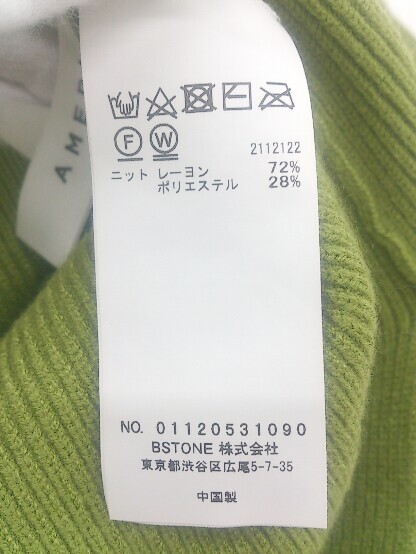 AMER
F W
2112122
ニット レーヨン 72%
ポリエステル 28%
NO. 01120531090
BSTONE 株式会社
東京都渋谷区広尾5-7-35
中国製